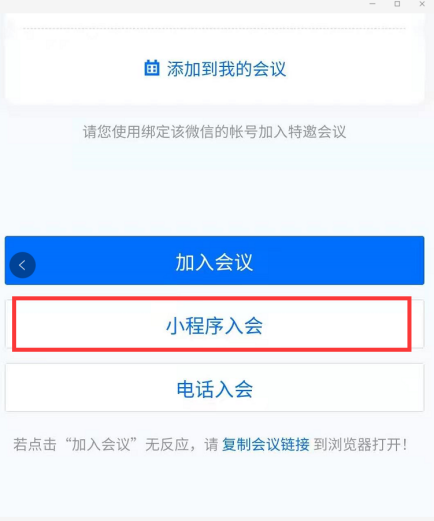 添加到我的会议
请您使用绑定该微信的帐号加入特邀会议
加入会议
小程序入会
电话入会
若点击“加入会议”无反应，请 复制会议链接 到浏览器打开！